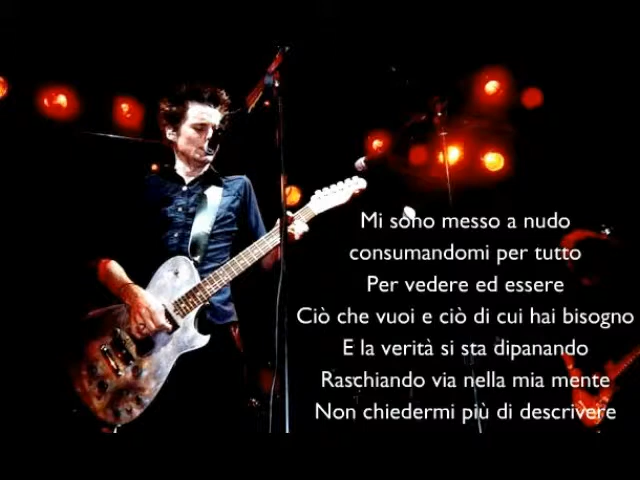 Mi sono messo a nudo
consumandomi per tutto
Per vedere ed essere
Ciò che vuoi e ciò di cui hai bisogno
E la verità si sta dipanando
Raschiando via nella mia mente
Non chiedermi più di descrivere